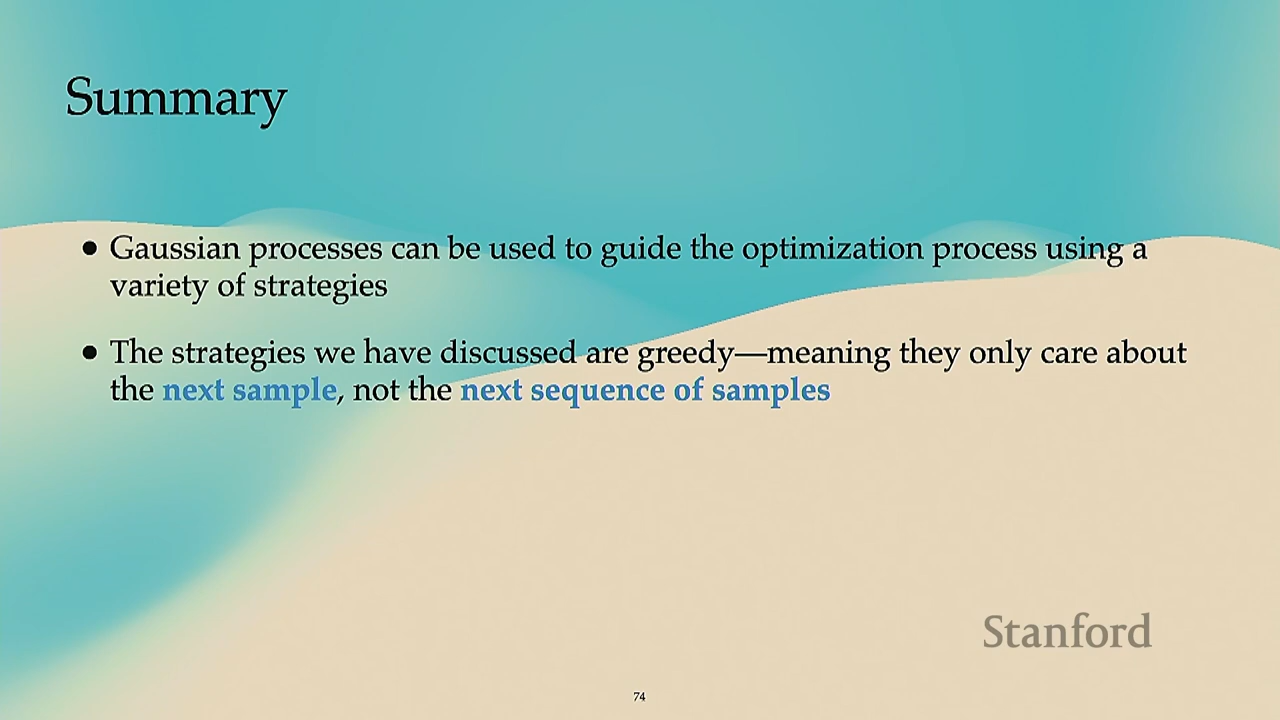 Summary
● Gaussian processes can be used to guide the optimization process using a
variety of strategies
● The strategies we have discussed are greedy—meaning they only care about
the next sample, not the next sequence of samples
Stanford
74